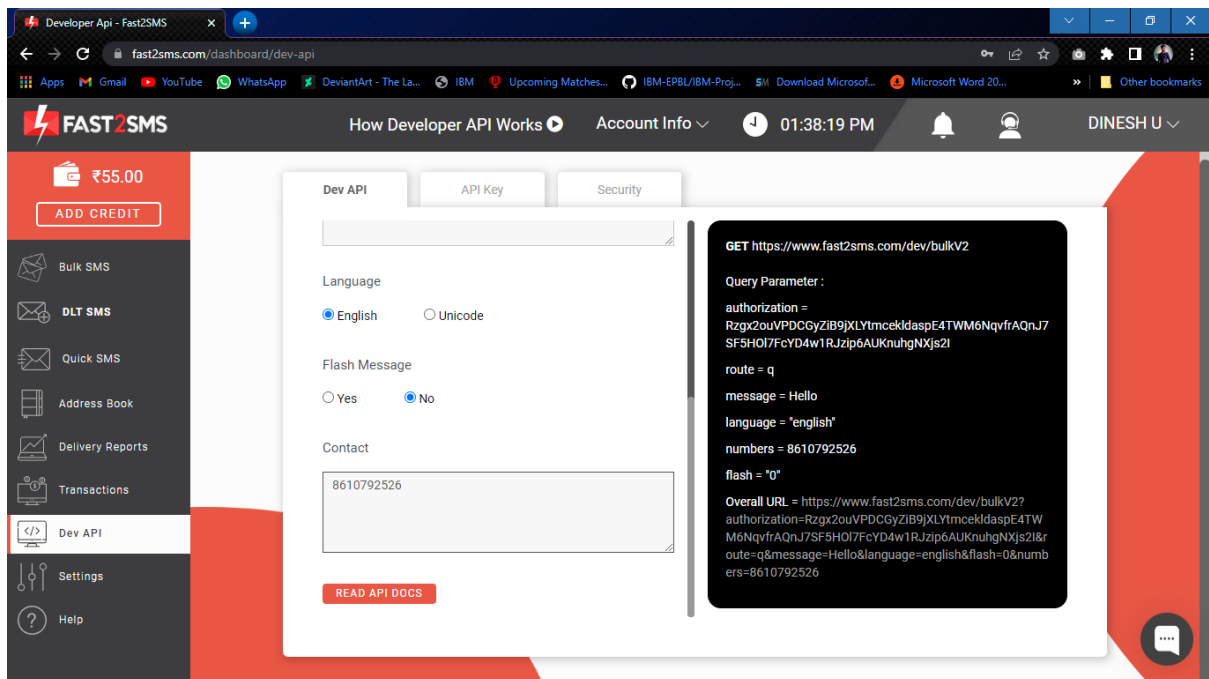 Developer Api - Fast2SMS
fast2sms.com/dashboard/dev-api
Apps Gmail YouTube WhatsApp DeviantArt - The La... IBM Upcoming Matches... IBM-EPBL/IBM-Proj... Download Microsof... Microsoft Word 20... » Other bookmarks
FAST2SMS How Developer API Works Account Info 01:38:19 PM DINESH U
₹55.00
ADD CREDIT
Bulk SMS
DLT SMS
Quick SMS
Address Book
Delivery Reports
Transactions
Dev API
Settings
Help
Dev API API Key Security
Language
English Unicode
Flash Message
Yes No
Contact
8610792526
READ API DOCS
GET https://www.fast2sms.com/dev/bulkV2
Query Parameter :
authorization =
Rzgx2ouVPDCGyZiB9jXLYtmcekldaspE4TWM6NqvfrAQnJ7
SF5HOl7FcYD4w1RJzip6AUKnuhgNXjs2I
route = q
message = Hello
language = "english"
numbers = 8610792526
flash = "0"
Overall URL = https://www.fast2sms.com/dev/bulkV2?
authorization=Rzgx2ouVPDCGyZiB9jXLYtmcekldaspE4TW
M6NqvfrAQnJ7SF5HOl7FcYD4w1RJzip6AUKnuhgNXjs2I&r
oute=q&message=Hello&language=english&flash=0&numb
ers=8610792526